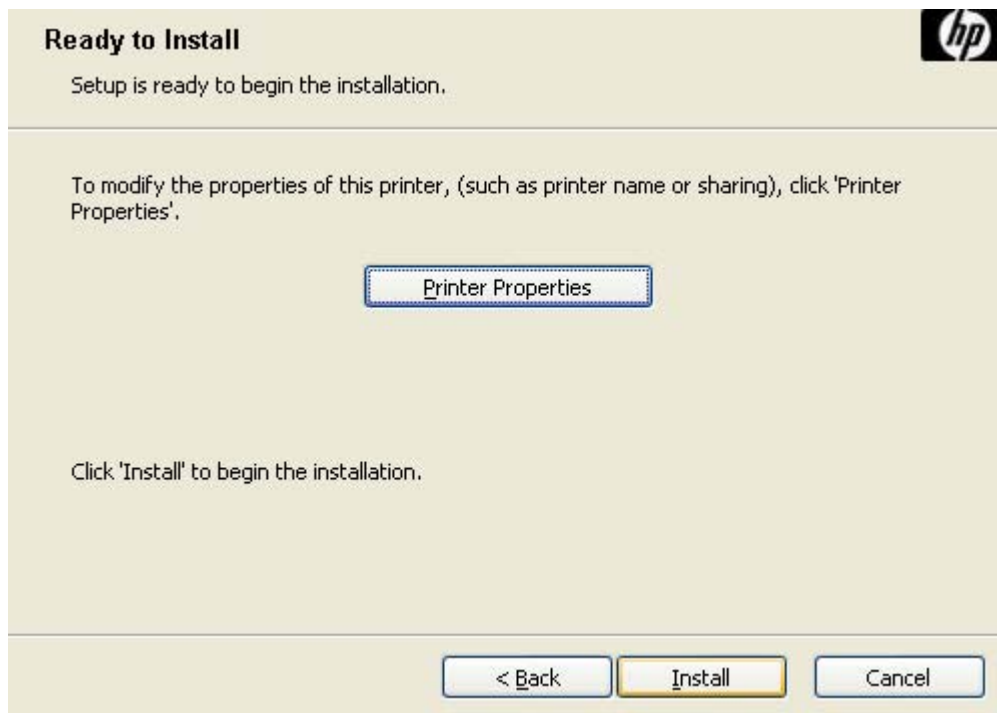 Ready to Install
hp
Setup is ready to begin the installation.
To modify the properties of this printer, (such as printer name or sharing), click 'Printer
Properties'.
Printer Properties
Click 'Install' to begin the installation.
< Back
Install
Cancel